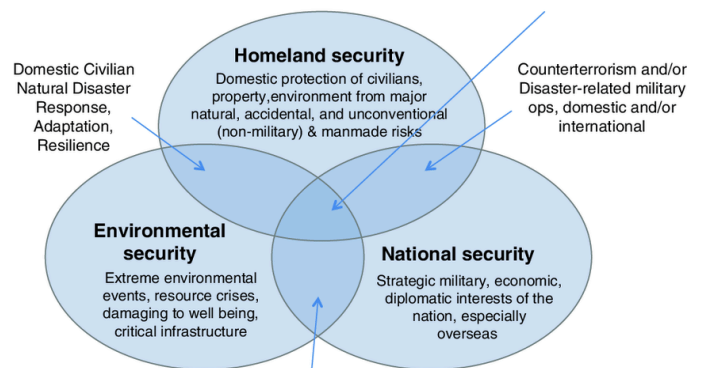 Homeland security
Domestic protection of civilians,
property,environment from major
natural, accidental, and unconventional
(non-military) & manmade risks
Domestic Civilian
Natural Disaster
Response,
Adaptation,
Resilience
Counterterrorism and/or
Disaster-related military
ops, domestic and/or
international
Environmental
security
Extreme environmental
events, resource crises,
damaging to well being,
critical infrastructure
National security
Strategic military, economic,
diplomatic interests of the
nation, especially
overseas